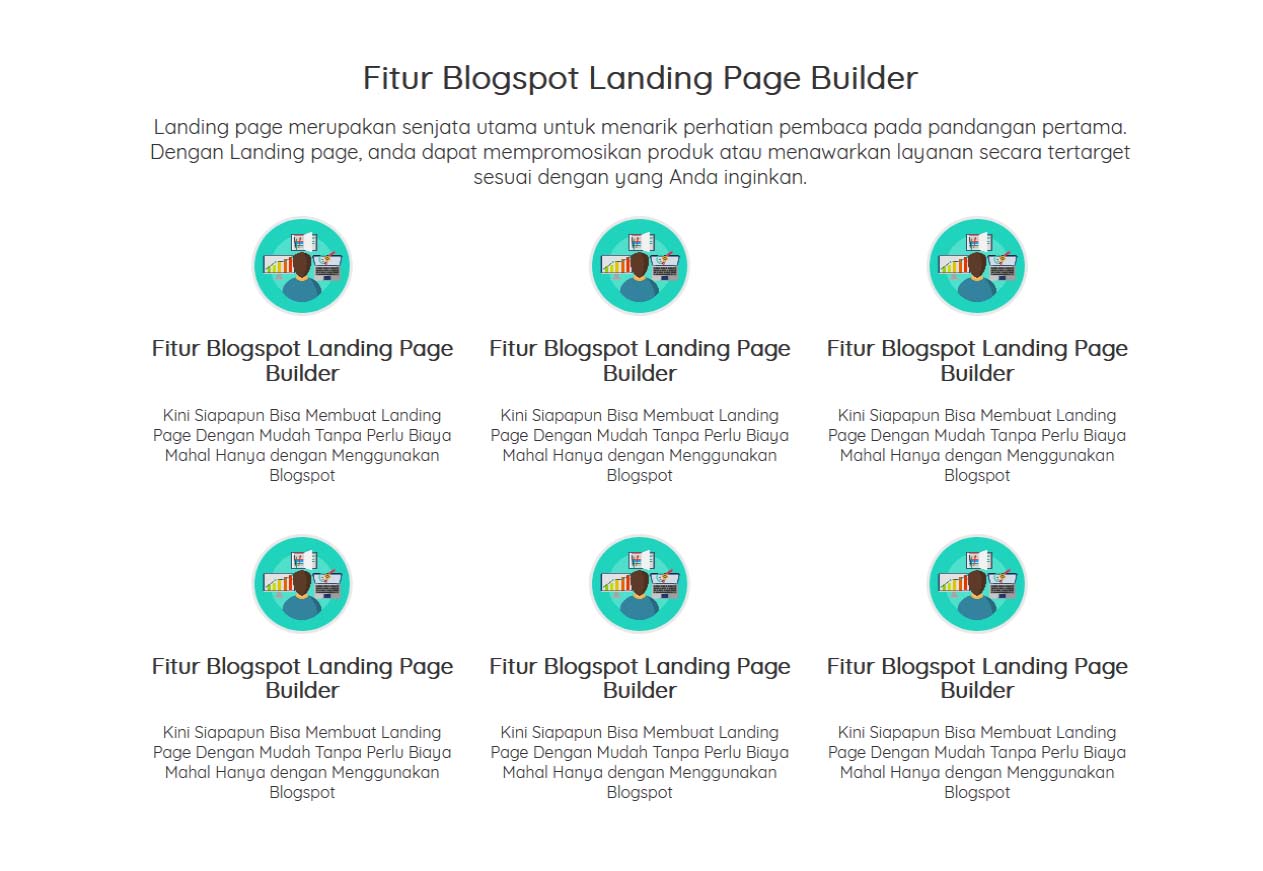 Fitur Blogspot Landing Page Builder
Landing page merupakan senjata utama untuk menarik perhatian pembaca pada pandangan pertama.
Dengan Landing page, anda dapat mempromosikan produk atau menawarkan layanan secara tertarget
sesuai dengan yang Anda inginkan.
Fitur Blogspot Landing Page
Builder
Kini Siapapun Bisa Membuat Landing
Page Dengan Mudah Tanpa Perlu Biaya
Mahal Hanya dengan Menggunakan
Blogspot
Fitur Blogspot Landing Page
Builder
Kini Siapapun Bisa Membuat Landing
Page Dengan Mudah Tanpa Perlu Biaya
Mahal Hanya dengan Menggunakan
Blogspot
Fitur Blogspot Landing Page
Builder
Kini Siapapun Bisa Membuat Landing
Page Dengan Mudah Tanpa Perlu Biaya
Mahal Hanya dengan Menggunakan
Blogspot
Fitur Blogspot Landing Page
Builder
Kini Siapapun Bisa Membuat Landing
Page Dengan Mudah Tanpa Perlu Biaya
Mahal Hanya dengan Menggunakan
Blogspot
Fitur Blogspot Landing Page
Builder
Kini Siapapun Bisa Membuat Landing
Page Dengan Mudah Tanpa Perlu Biaya
Mahal Hanya dengan Menggunakan
Blogspot
Fitur Blogspot Landing Page
Builder
Kini Siapapun Bisa Membuat Landing
Page Dengan Mudah Tanpa Perlu Biaya
Mahal Hanya dengan Menggunakan
Blogspot